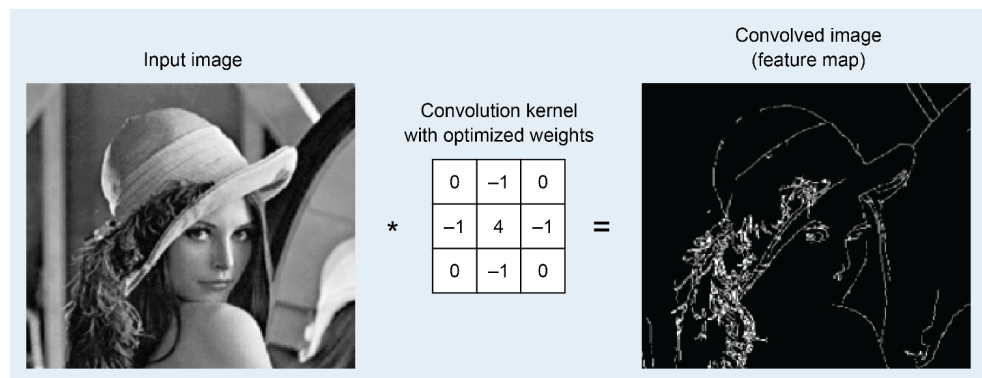 Input image
Convolution kernel
with optimized weights
0 –1 0
–1 4 –1
0 –1 0
*
=
Convolved image
(feature map)